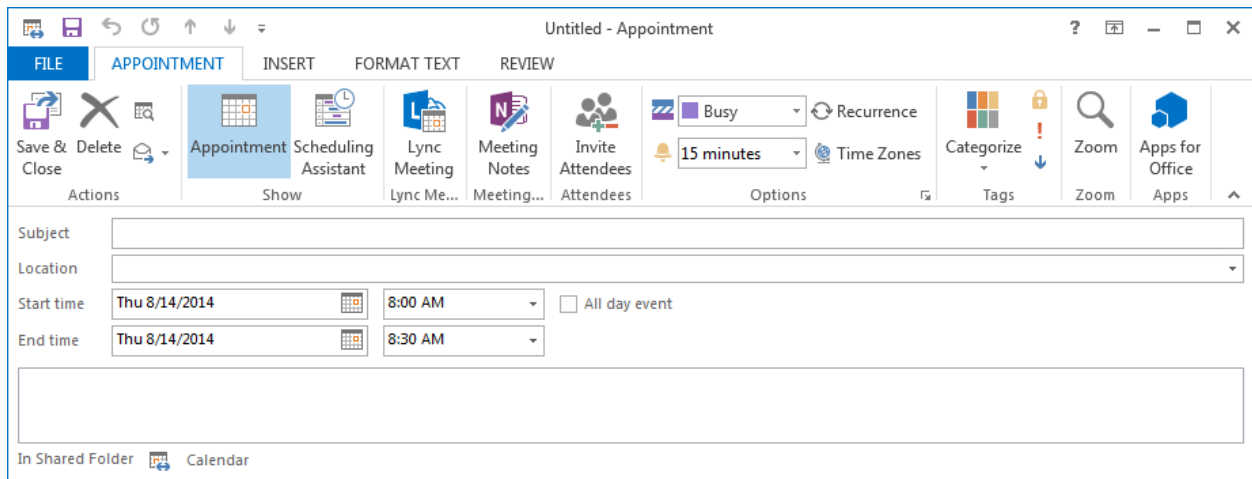 Untitled - Appointment ?
FILE APPOINTMENT INSERT FORMAT TEXT REVIEW
Busy Recurrence
Save & Delete Appointment Scheduling Lync Meeting Invite 15 minutes Time Zones Categorize Zoom Apps for
Close Assistant Meeting Notes Attendees Office
Actions Show Lync Me... Meeting... Attendees Options Tags Zoom Apps
Subject
Location
Start time Thu 8/14/2014 8:00 AM All day event
End time Thu 8/14/2014 8:30 AM
In Shared Folder Calendar